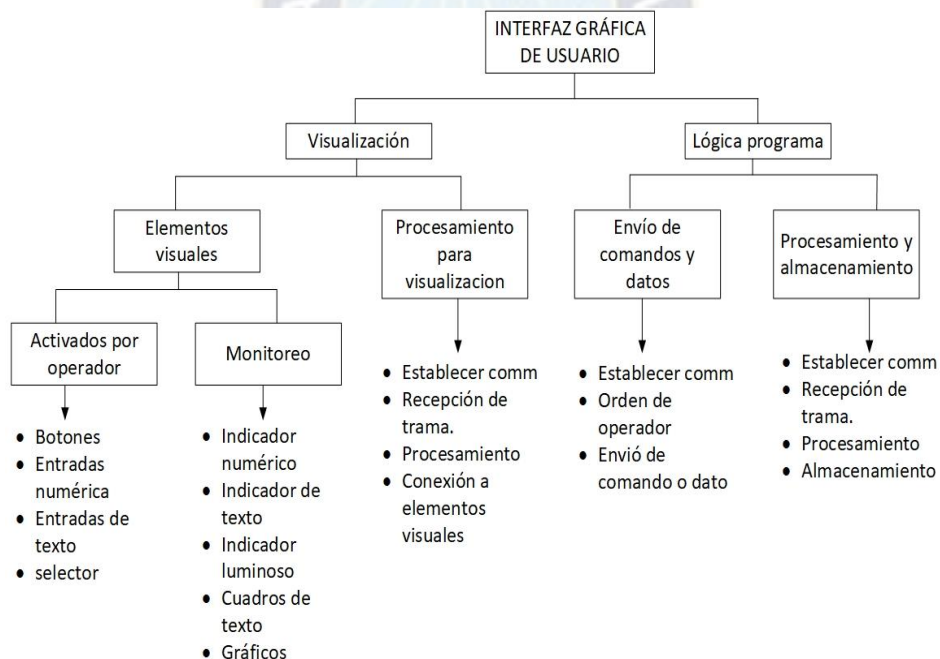 INTERFAZ GRÁFICA
DE USUARIO
Visualización
Lógica programa
Elementos
visuales
Procesamiento
para
visualizacion
Envío de
comandos y
datos
Procesamiento y
almacenamiento
Activados por
operador
Monitoreo
• Botones
• Entradas
numérica
• Entradas de
texto
• selector
• Indicador
numérico
• Indicador de
texto
• Indicador
luminoso
• Cuadros de
texto
• Gráficos
• Establecer comm
• Recepción de
trama.
• Procesamiento
• Conexión a
elementos
visuales
• Establecer comm
• Orden de
operador
• Envió de
comando o dato
• Establecer comm
• Recepción de
trama.
• Procesamiento
• Almacenamiento